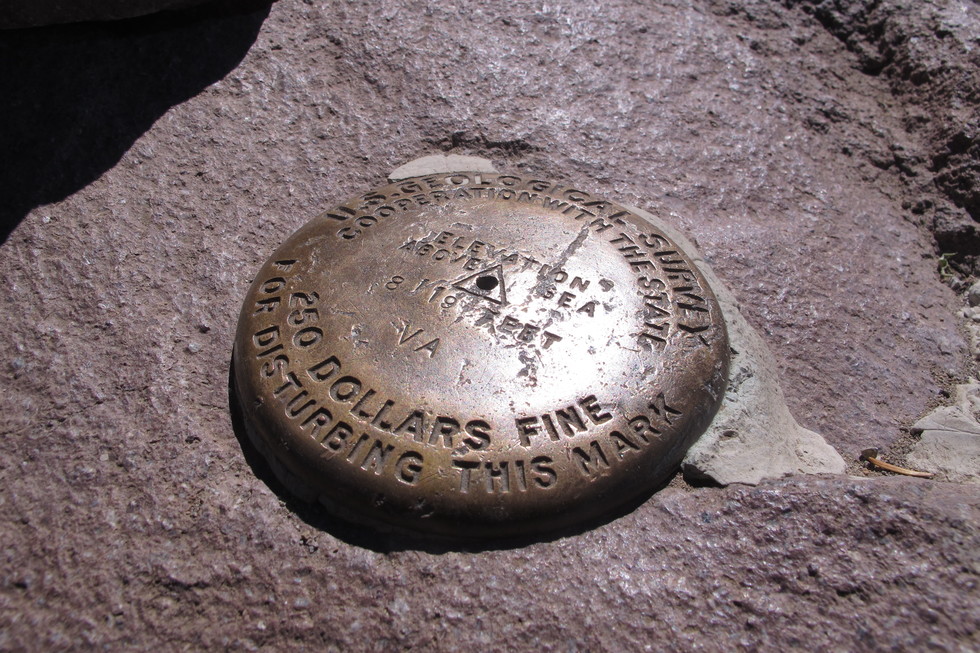 U.S. GEOLOGICAL SURVEY
COOPERATION WITH THE STATE
ELEVATION
ABOVE SEA
FEET
VA
250 DOLLARS FINE
FOR DISTURBING THIS MARK